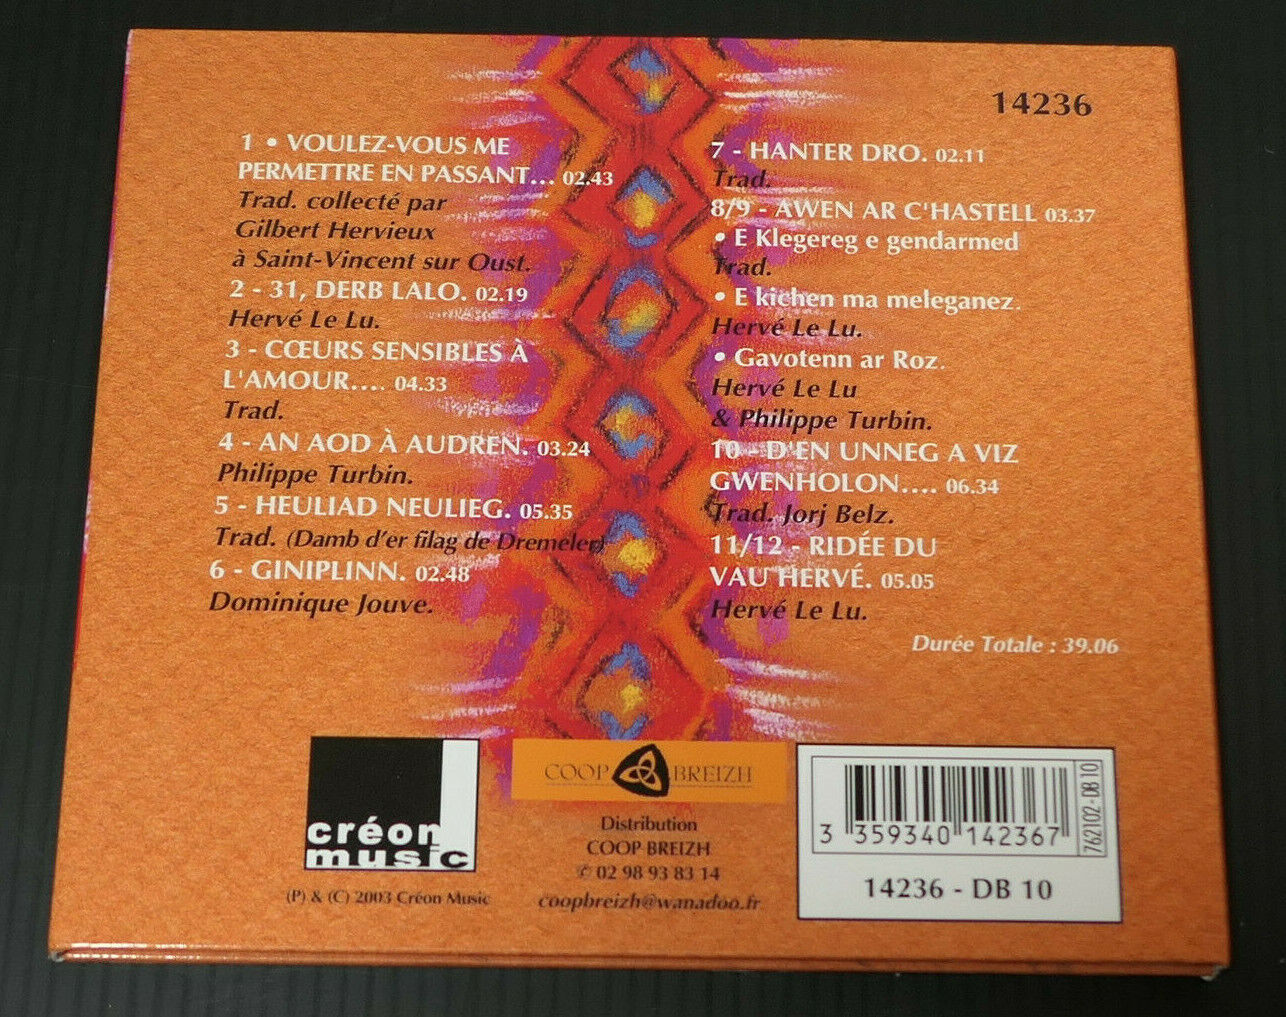 14236
1 • VOULEZ-VOUS ME
PERMETTRE EN PASSANT... 02.43
Trad. collecté par
Gilbert Hervieux
à Saint-Vincent sur Oust.
2 - 31, DERB LALO. 02.19
Hervé Le Lu.
3 - CŒURS SENSIBLES À
L'AMOUR.... 04.33
Trad.
4 - AN AOD À AUDREN. 03.24
Philippe Turbin.
5 - HEULIAD NEULIEG. 05.35
Trad. (Damb d'er filag de Dremeler)
6 - GINIPLINN. 02.48
Dominique Jouve.
7 - HANTER DRO. 02.11
Trad.
8/9 - AWEN AR C'HASTELL 03.37
• E Klegereg e gendarmed
Trad.
• E kichen ma meleganez.
Hervé Le Lu.
• Gavotenn ar Roz.
Hervé Le Lu
& Philippe Turbin.
10 - D'EN UNNEG A VIZ
GWENHOLON.... 06.34
Trad. Jorj Belz.
11/12 - RIDÉE DU
VAU HERVÉ. 05.05
Hervé Le Lu.
Durée Totale : 39.06
créon
music
(P) & (C) 2003 Créon Music
COOP BREIZH
Distribution
COOP BREIZH
✆ 02 98 93 83 14
coopbreizh@wanadoo.fr
3 359340 142367
762102-DB 10
14236 - DB 10